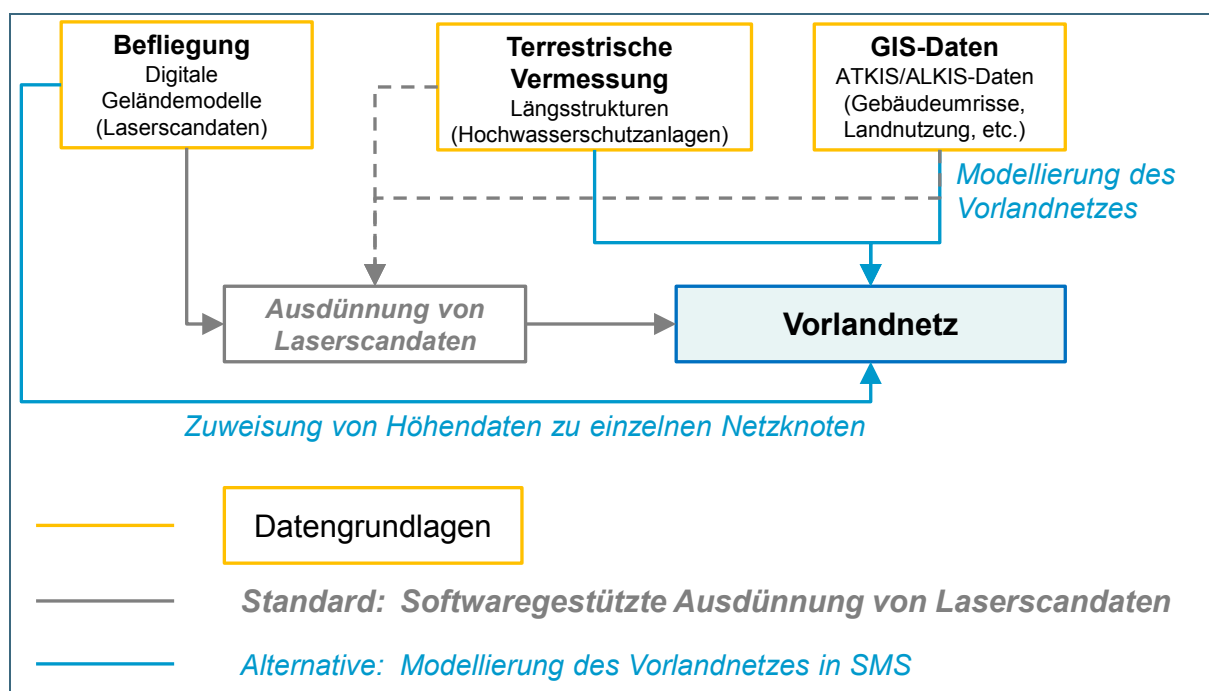 Befliegung
Digitale
Geländemodelle
(Laserscandaten)
Terrestrische
Vermessung
Längsstrukturen
(Hochwasserschutzanlagen)
GIS-Daten
ATKIS/ALKIS-Daten
(Gebäudeumrisse,
Landnutzung, etc.)
Modellierung des
Vorlandnetzes
Ausdünnung von
Laserscandaten
Vorlandnetz
Zuweisung von Höhendaten zu einzelnen Netzknoten
Datengrundlagen
Standard: Softwaregestützte Ausdünnung von Laserscandaten
Alternative: Modellierung des Vorlandnetzes in SMS